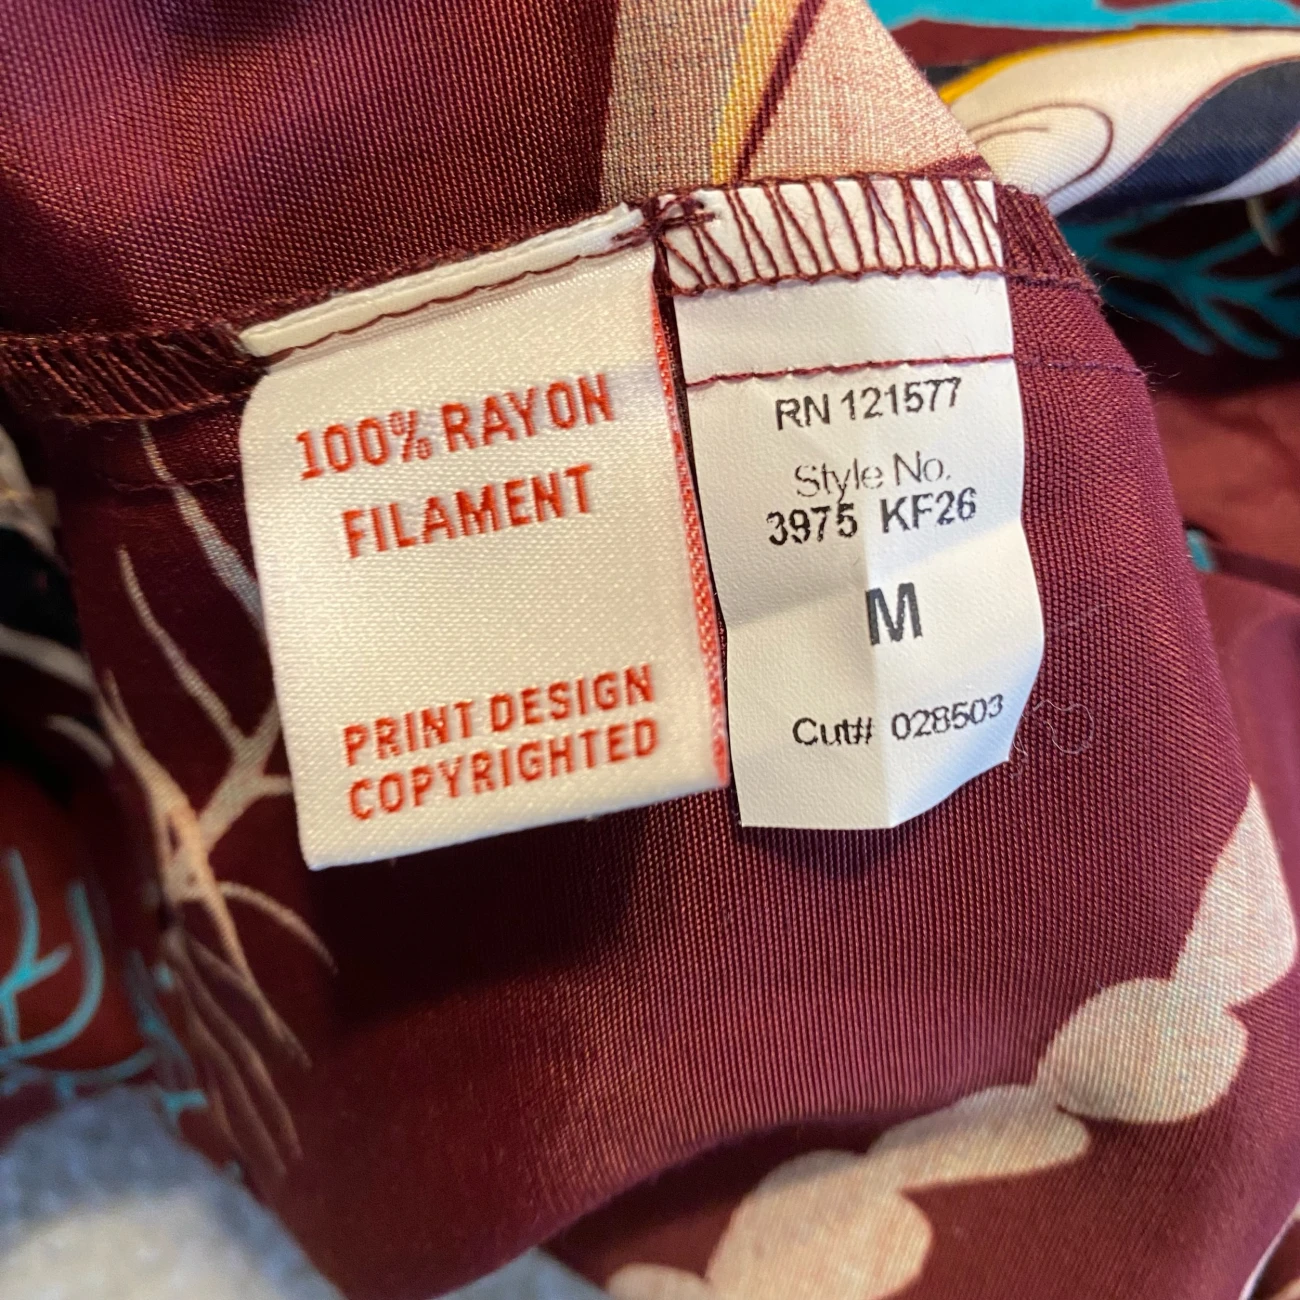 100% RAYON
FILAMENT
PRINT DESIGN
COPYRIGHTED
RN 121577
Style No.
3975 KF26
M
Cut# 028503